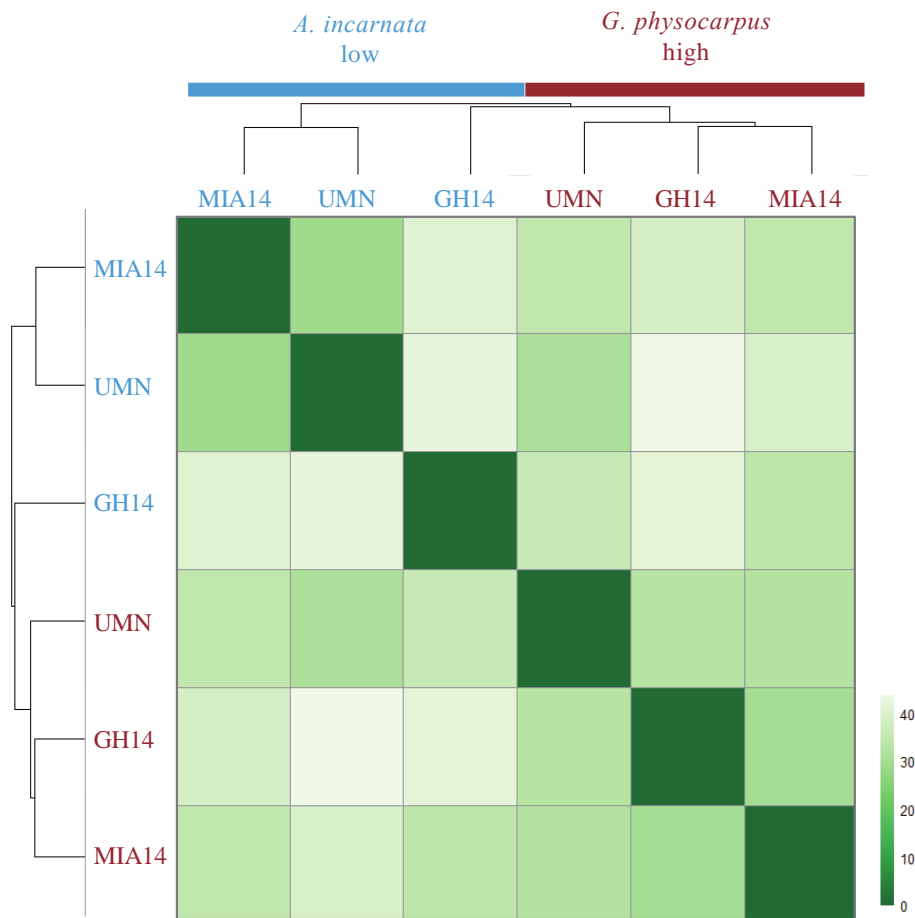 A. incarnata
low
G. physocarpus
high
MIA14 UMN GH14 UMN GH14 MIA14
MIA14
UMN
GH14
UMN
GH14
MIA14
40
30
20
10
0